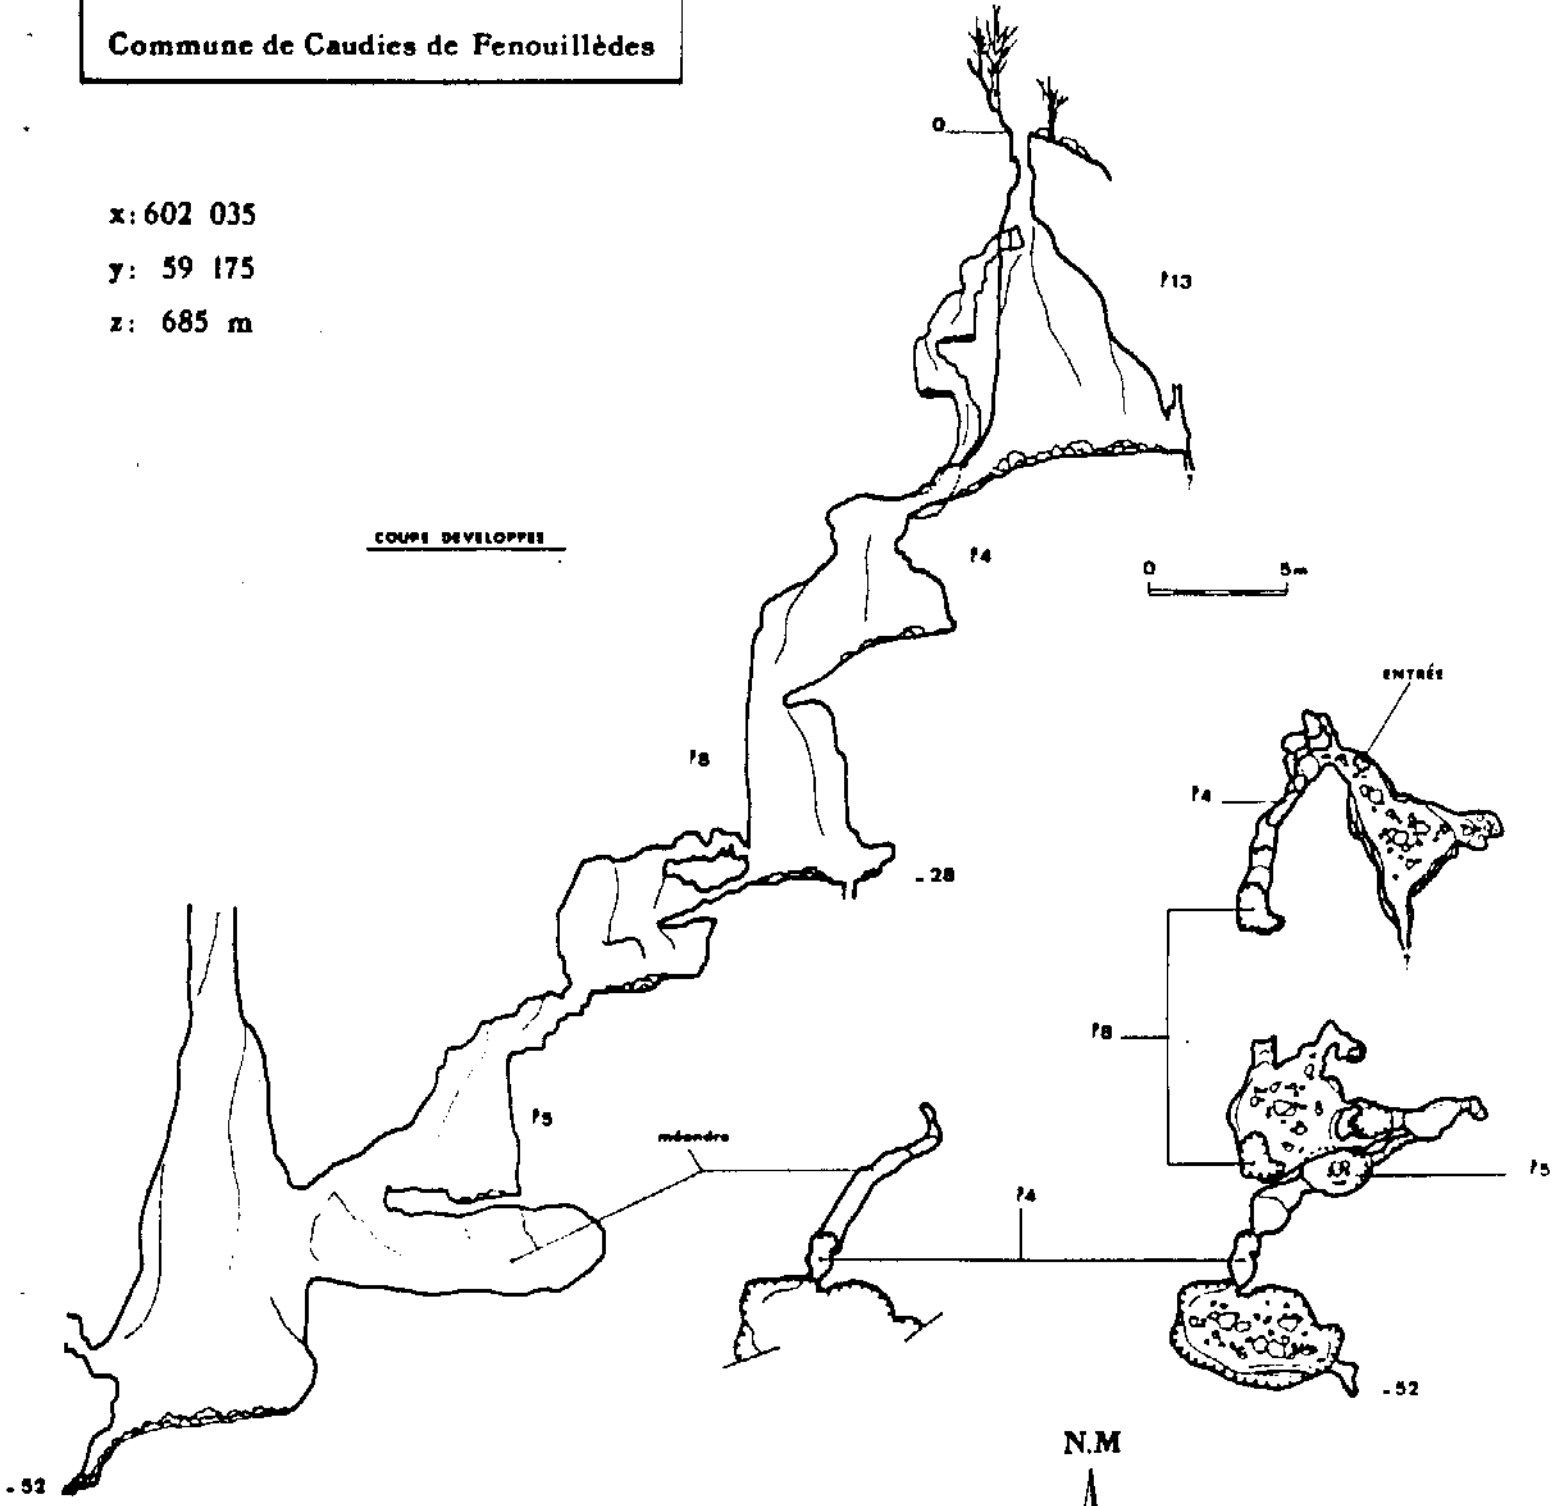 Commune de Caudies de Fenouillèdes
O
x: 602 035
y: 59 175
z: 685 m
P13
COUPE DEVELOPPEE
P4
0 5m
ENTRÉE
P8
P4
- 28
P8
P5
méandre
P4
P5
- 52
N.M
- 52